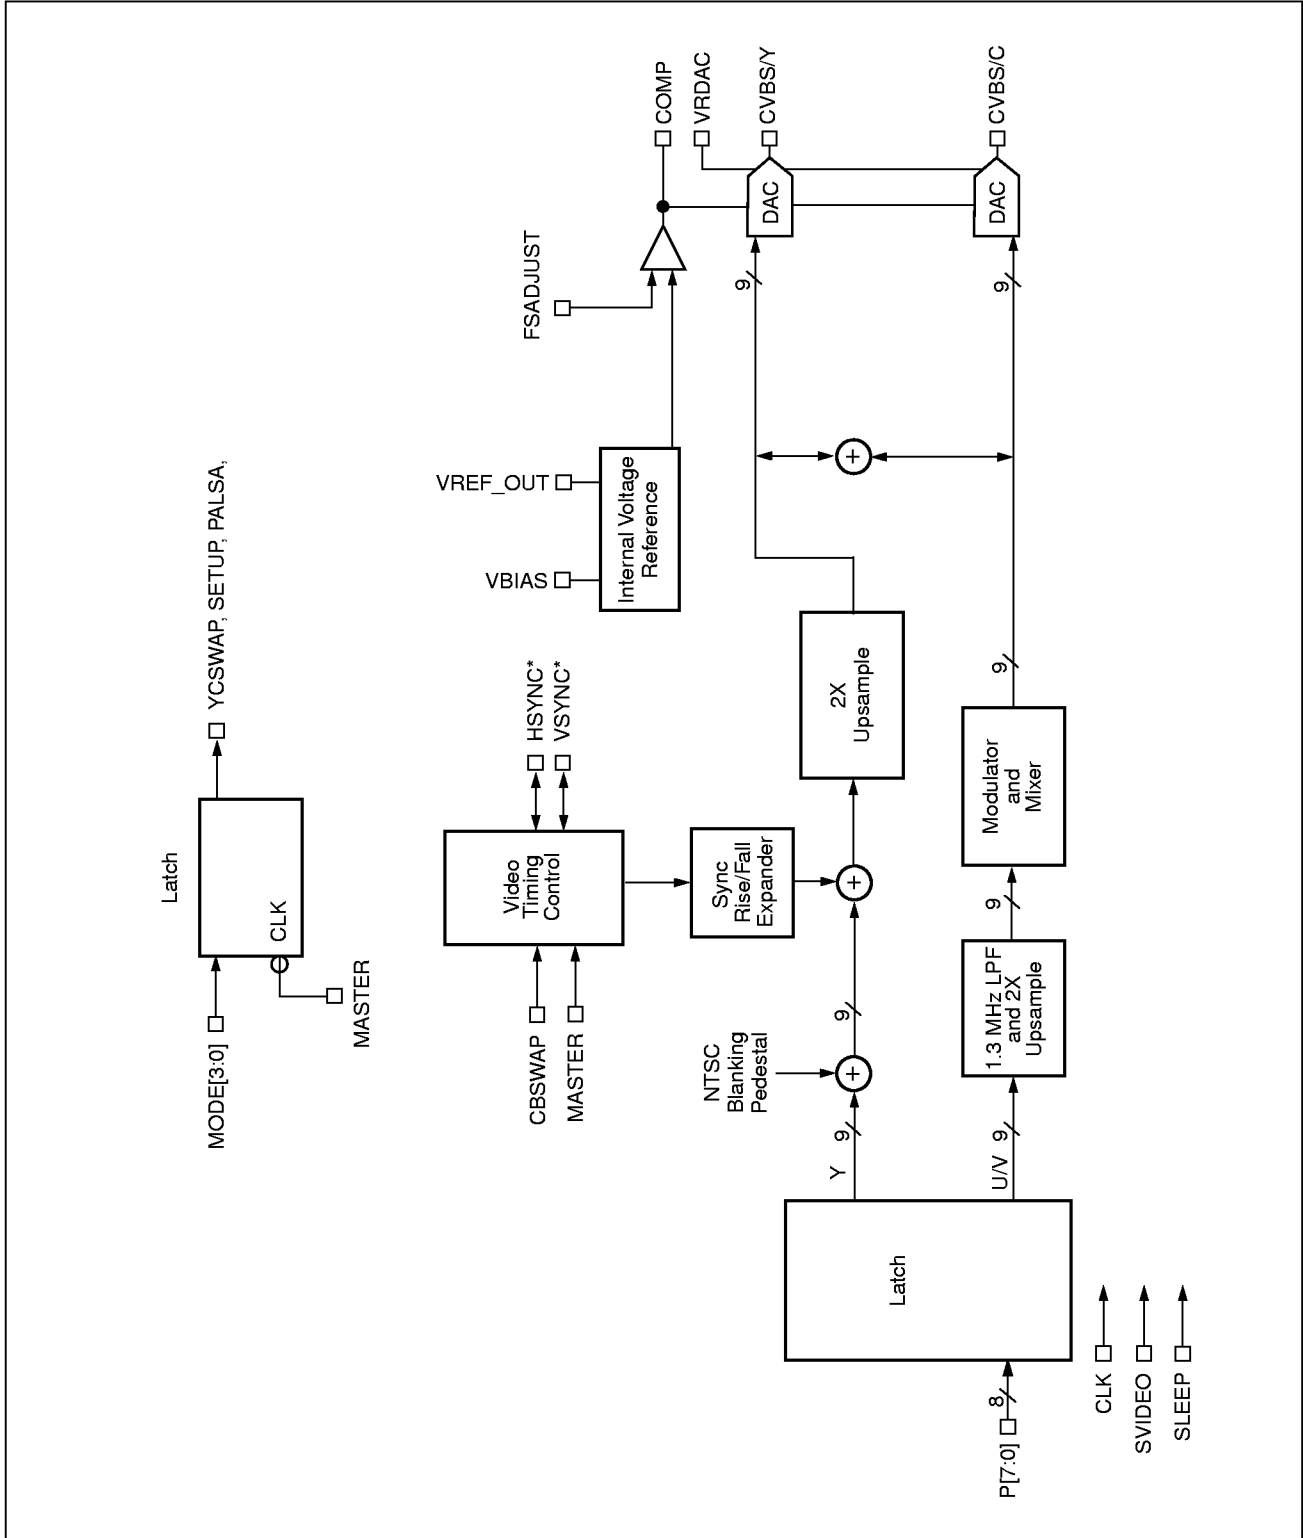 Latch
MODE[3:0]
CLK
MASTER
YCSWAP, SETUP, PALSA,
CBSWAP
MASTER
Video
Timing
Control
HSYNC*
VSYNC*
VBIAS
VREF_OUT
Internal Voltage
Reference
FSADJUST
COMP
VRDAC
CVBS/Y
CVBS/C
NTSC
Blanking
Pedestal
Sync
Rise/Fall
Expander
P[7:0]
8
Latch
Y
9
+
9
+
2X
Upsample
9
DAC
+
U/V
9
1.3 MHz LPF
and 2X
Upsample
9
Modulator
and
Mixer
9
9
DAC
CLK
SVIDEO
SLEEP